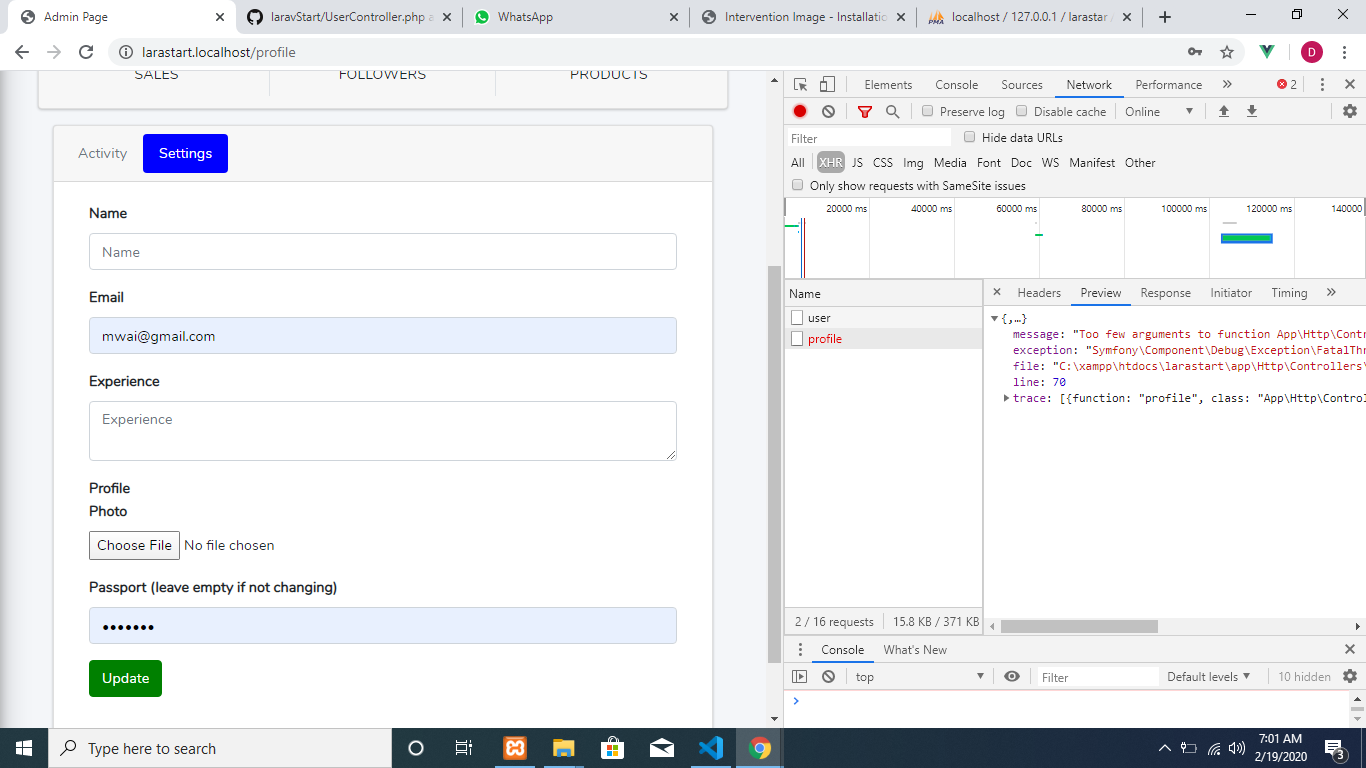 Admin Page
laravStart/UserController.php a
WhatsApp
Intervention Image - Installatio
localhost / 127.0.0.1 / larastar
larastart.localhost/profile
D
SALES FOLLOWERS PRODUCTS
Activity Settings
Name
Name
Email
mwai@gmail.com
Experience
Experience
Profile
Photo
Choose File No file chosen
Passport (leave empty if not changing)
•••••••
Update
Elements Console Sources Network Performance » 2
Preserve log Disable cache Online
Filter Hide data URLs
All XHR JS CSS Img Media Font Doc WS Manifest Other
Only show requests with SameSite issues
20000 ms 40000 ms 60000 ms 80000 ms 100000 ms 120000 ms 140000
Name
user
profile
2 / 16 requests 15.8 KB / 371 KB
Headers Preview Response Initiator Timing »
{,…}
message: "Too few arguments to function App\Http\Contr
exception: "Symfony\Component\Debug\Exception\FatalThr
file: "C:\xampp\htdocs\larastart\app\Http\Controllers\
line: 70
trace: [{function: "profile", class: "App\Http\Control
Console What's New
top Filter Default levels 10 hidden
Type here to search
7:01 AM
2/19/2020
3